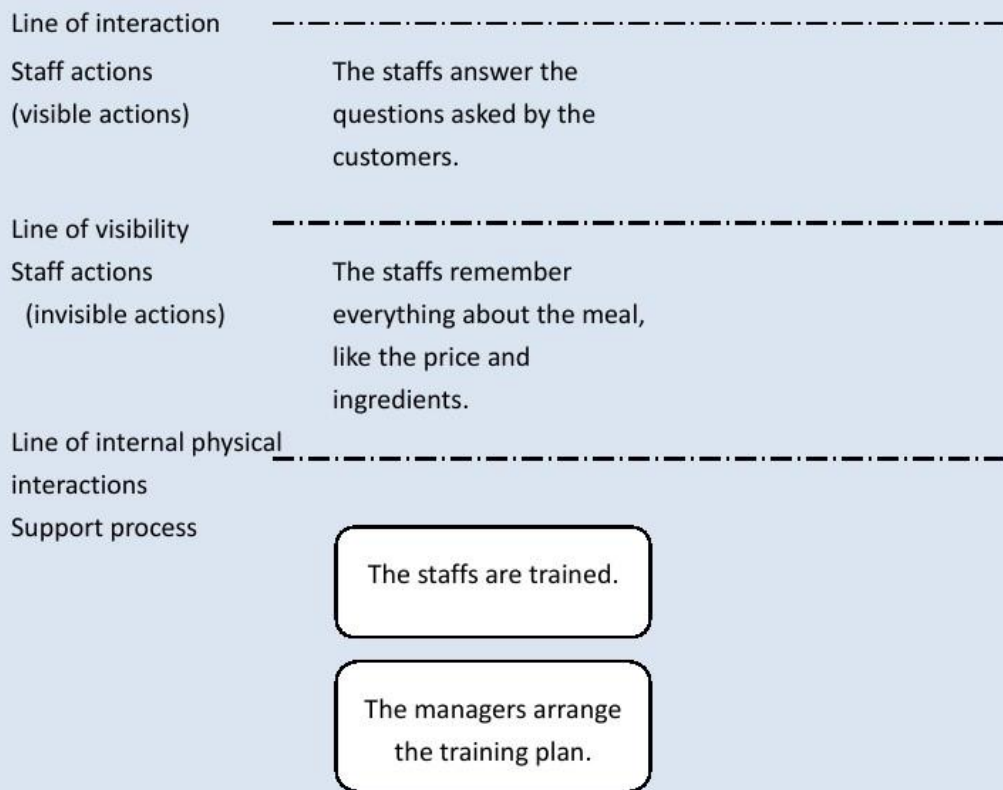 Line of interaction
Staff actions
(visible actions)
The staffs answer the
questions asked by the
customers.
Line of visibility
Staff actions
(invisible actions)
The staffs remember
everything about the meal,
like the price and
ingredients.
Line of internal physical
interactions
Support process
The staffs are trained.
The managers arrange
the training plan.